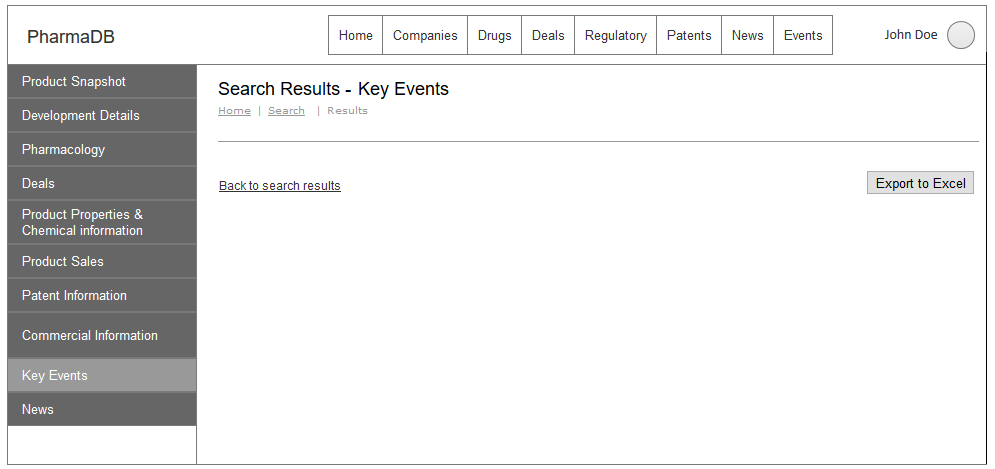 PharmaDB
Home Companies Drugs Deals Regulatory Patents News Events
John Doe
Product Snapshot
Development Details
Pharmacology
Deals
Product Properties &
Chemical information
Product Sales
Patent Information
Commercial Information
Key Events
News
Search Results - Key Events
Home | Search | Results
Back to search results
Export to Excel